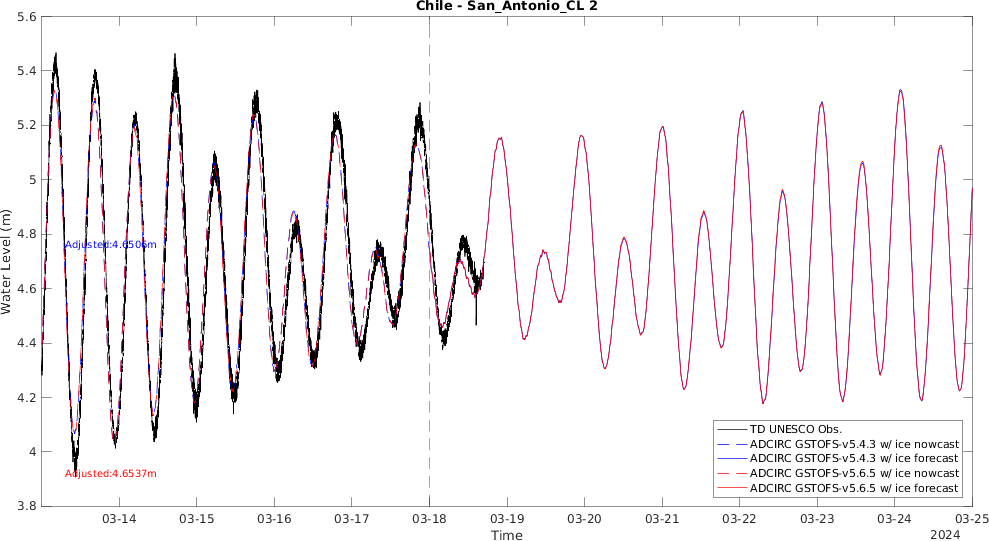 Chile - San_Antonio_CL 2
5.6
5.4
5.2
5
4.8
4.6
4.4
4.2
4
3.8
Water Level (m)
Adjusted:4.6506m
Adjusted:4.6537m
TD UNESCO Obs.
ADCIRC GSTOFS-v5.4.3 w/ ice nowcast
ADCIRC GSTOFS-v5.4.3 w/ ice forecast
ADCIRC GSTOFS-v5.6.5 w/ ice nowcast
ADCIRC GSTOFS-v5.6.5 w/ ice forecast
03-14 03-15 03-16 03-17 03-18 03-19 03-20 03-21 03-22 03-23 03-24 03-25
Time
2024